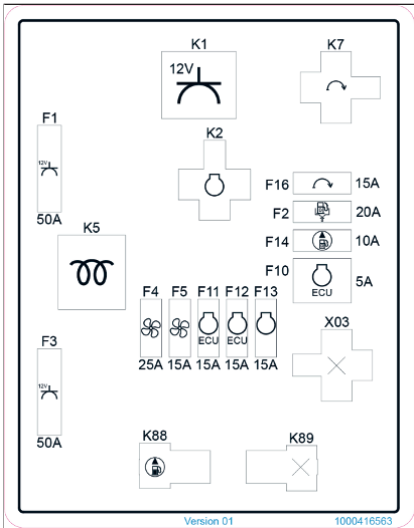 K1
K7
12V
F1
K2
12V
50A
F16 15A
F2 20A
K5
F14 10A
F10
ECU
5A
F4 F5 F11 F12 F13
ECU ECU
25A 15A 15A 15A 15A
X03
F3
12V
50A
K88
K89
Version 01
1000416563